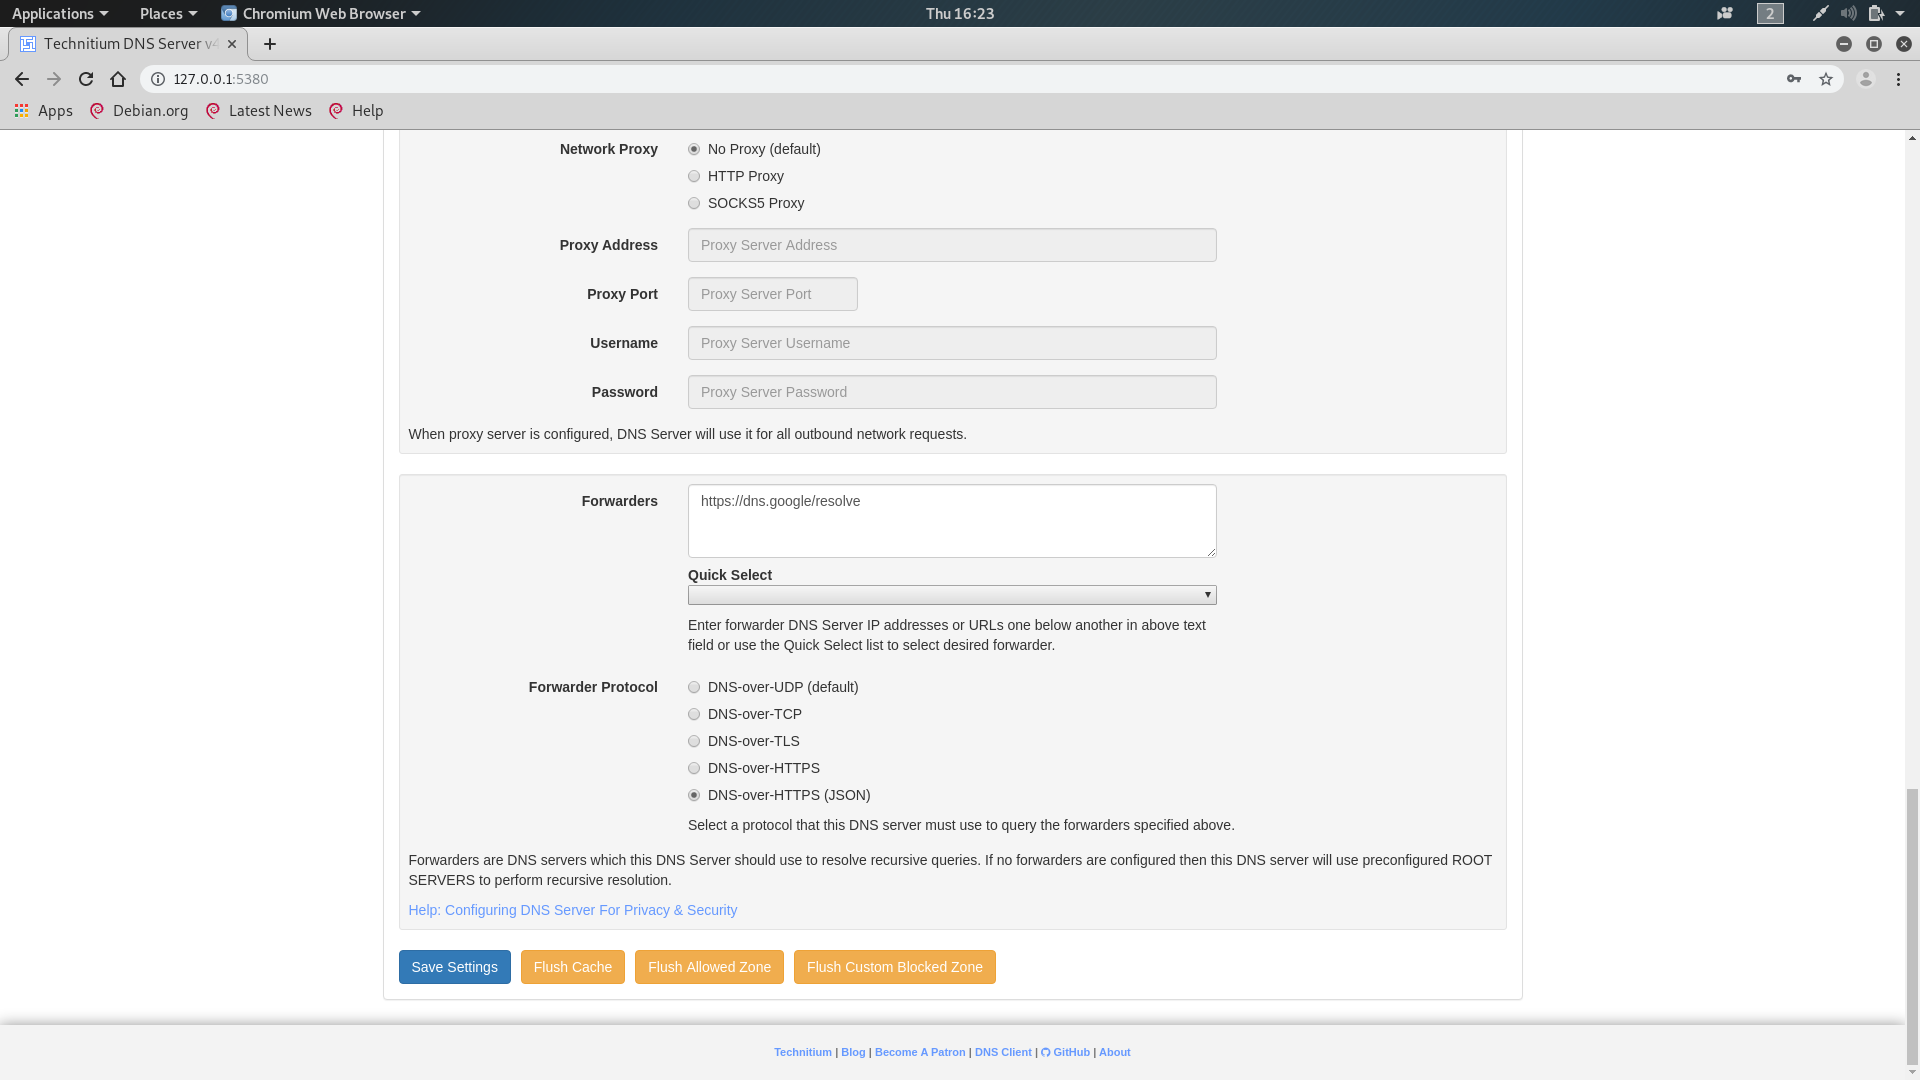 Applications Places Chromium Web Browser Thu 16:23 2
Technitium DNS Server
127.0.0.1:5380
Apps Debian.org Latest News Help
Network Proxy No Proxy (default)
HTTP Proxy
SOCKS5 Proxy
Proxy Address Proxy Server Address
Proxy Port Proxy Server Port
Username Proxy Server Username
Password Proxy Server Password
When proxy server is configured, DNS Server will use it for all outbound network requests.
Forwarders https://dns.google/resolve
Quick Select
Enter forwarder DNS Server IP addresses or URLs one below another in above text
field or use the Quick Select list to select desired forwarder.
Forwarder Protocol DNS-over-UDP (default)
DNS-over-TCP
DNS-over-TLS
DNS-over-HTTPS
DNS-over-HTTPS (JSON)
Select a protocol that this DNS server must use to query the forwarders specified above.
Forwarders are DNS servers which this DNS Server should use to resolve recursive queries. If no forwarders are configured then this DNS server will use preconfigured ROOT
SERVERS to perform recursive resolution.
Help: Configuring DNS Server For Privacy & Security
Save Settings Flush Cache Flush Allowed Zone Flush Custom Blocked Zone
Technitium | Blog | Become A Patron | DNS Client | GitHub | About